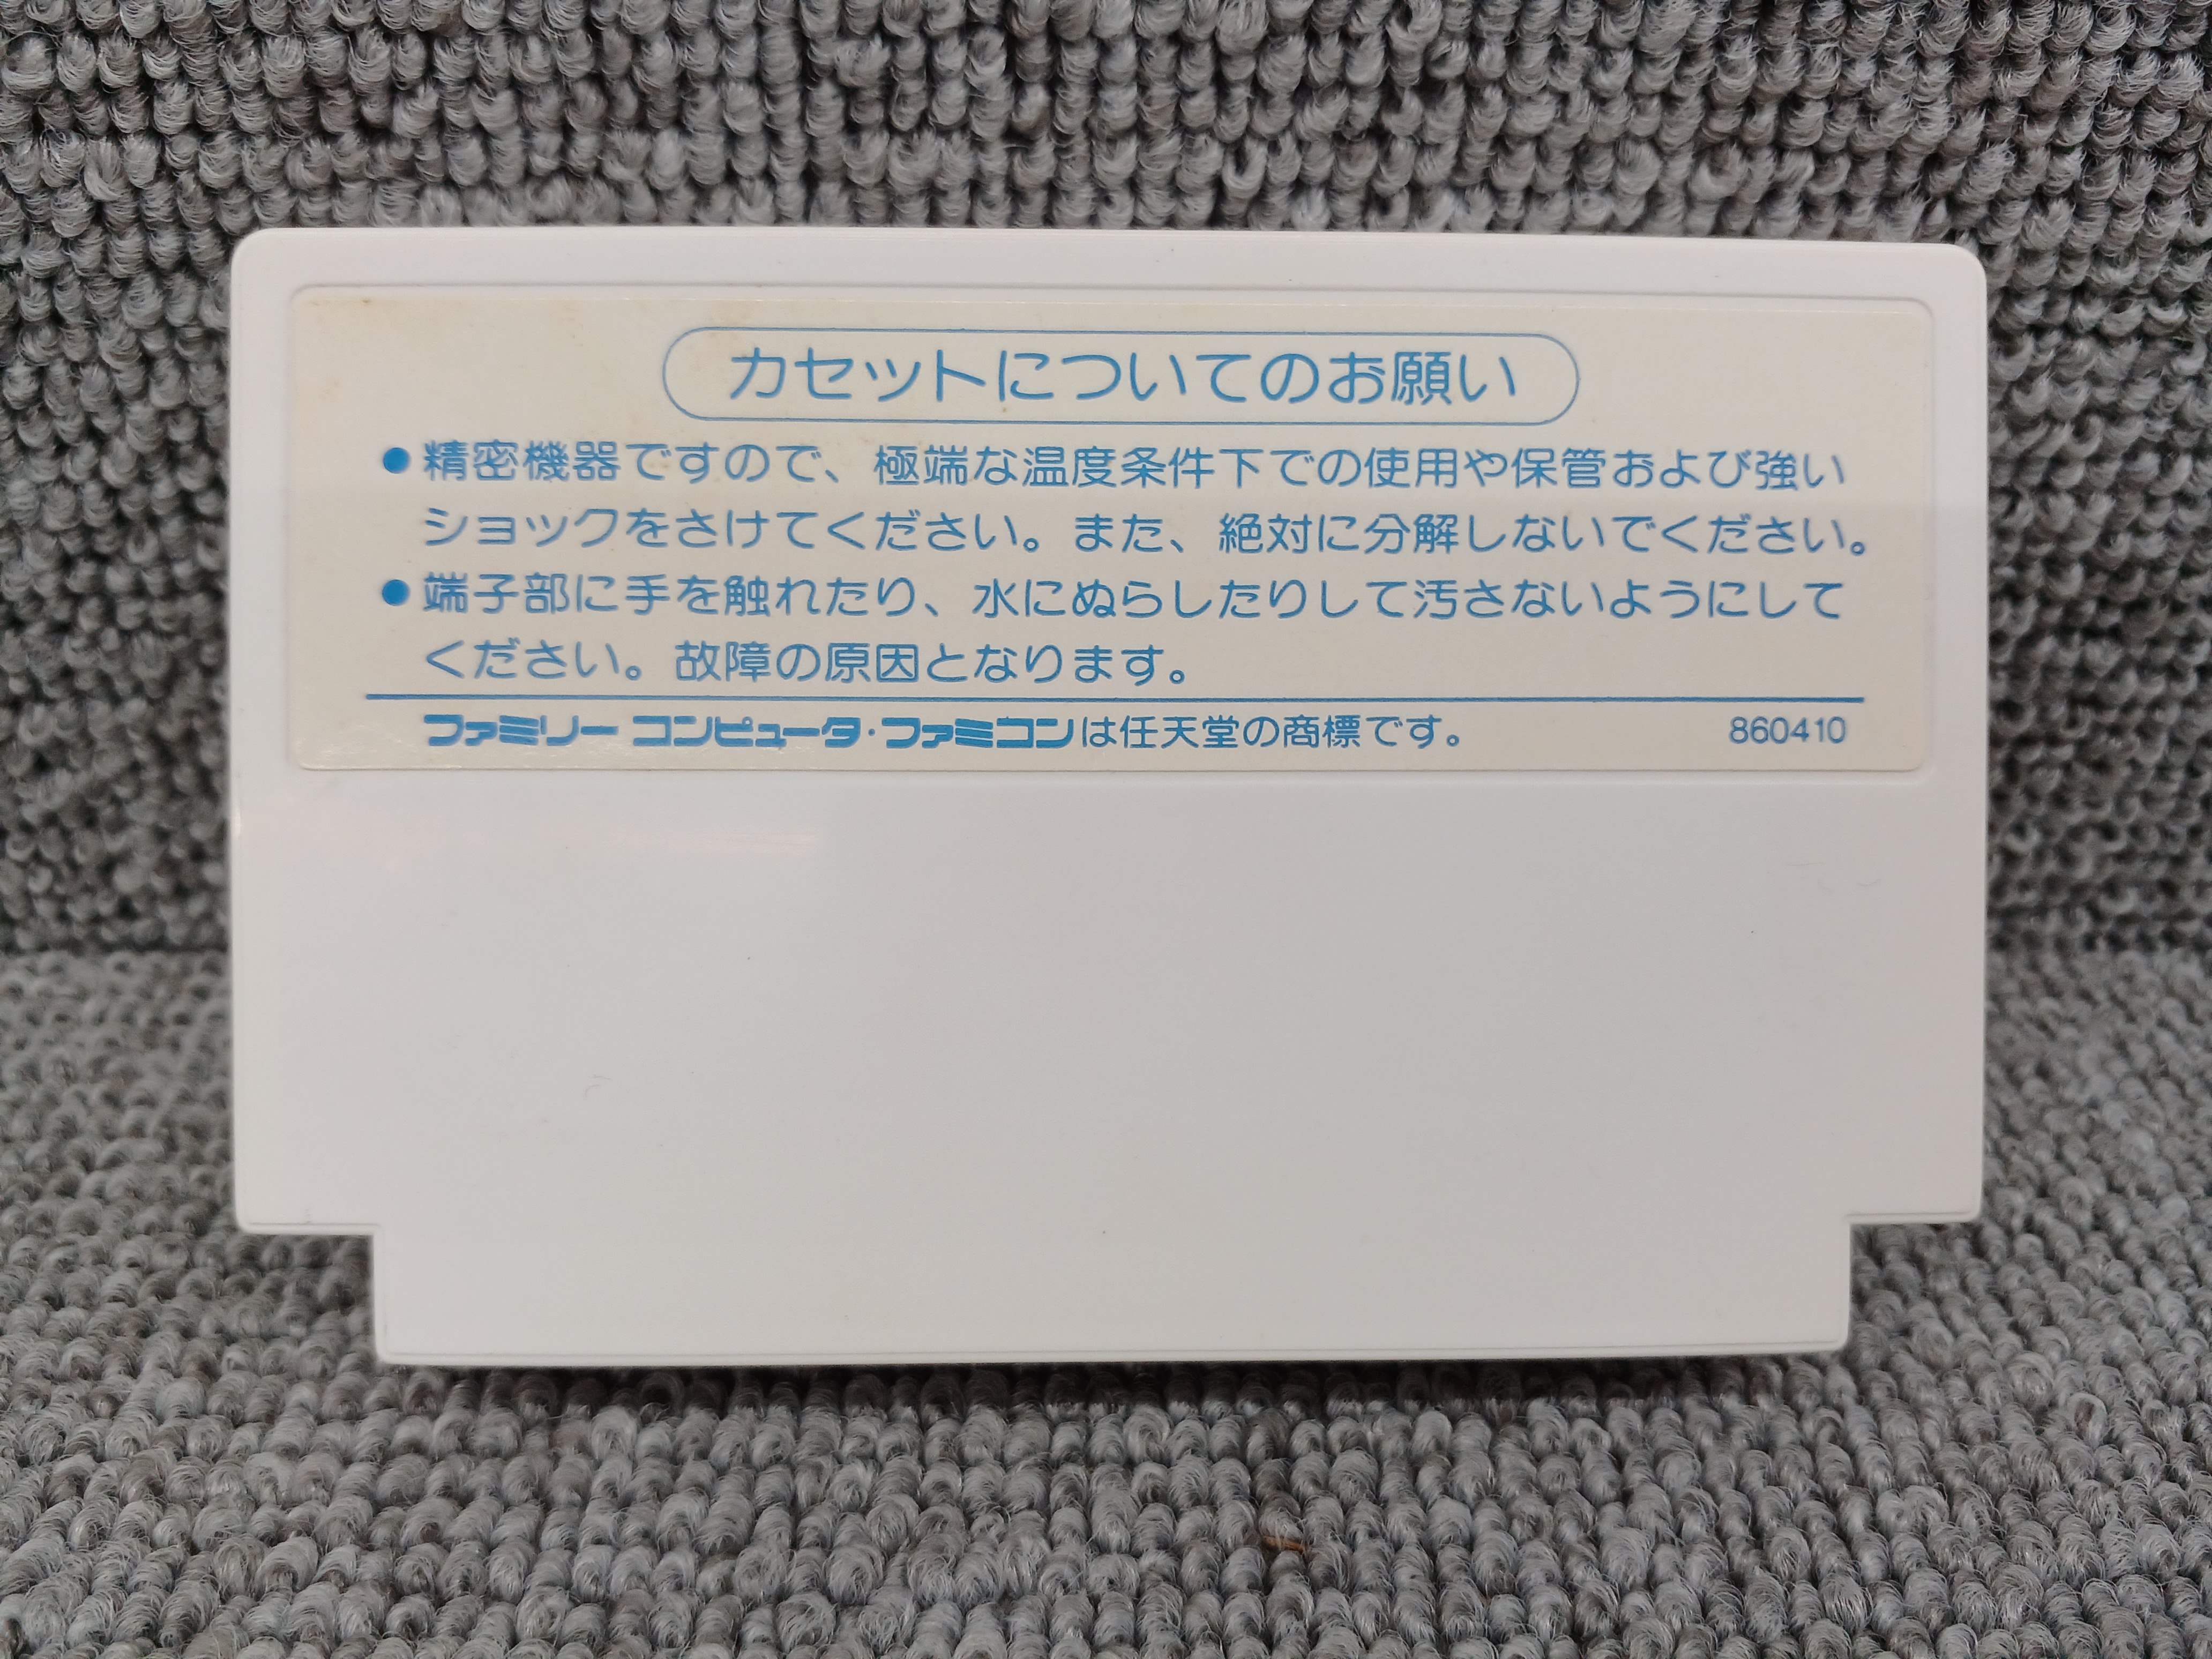 カセットについてのお願い
●精密機器ですので、極端な温度条件下での使用や保管および強い
ショックをさけてください。また、絶対に分解しないでください。
●端子部に手を触れたり、水にぬらしたりして汚さないようにして
ください。故障の原因となります。
ファミリー コンピュータ・ファミコンは任天堂の商標です。 860410